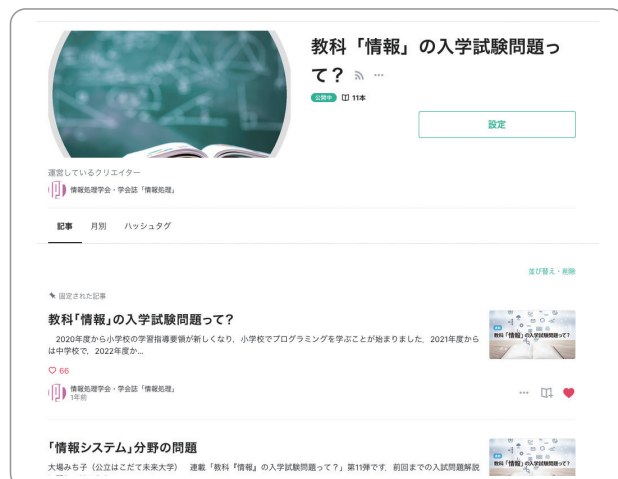 教科「情報」の入学試験問題っ
て？
公開中 11本
設定
運営しているクリエイター
情報処理学会・学会誌「情報処理」
記事 月別 ハッシュタグ
並び替え・削除
固定された記事
教科「情報」の入学試験問題って？
2020年度から小学校の学習指導要領が新しくなり，小学校でプログラミングを学ぶことが始まりました．2021年度から
は中学校で，2022年度か...
66
情報処理学会・学会誌「情報処理」
1年前
教科「情報」の入学試験問題って？
「情報システム」分野の問題
大場みち子（公立はこだて未来大学） 連載「教科『情報』の入学試験問題って？」第11弾です．前回までの入試問題解説
教科「情報」の入学試験問題って？